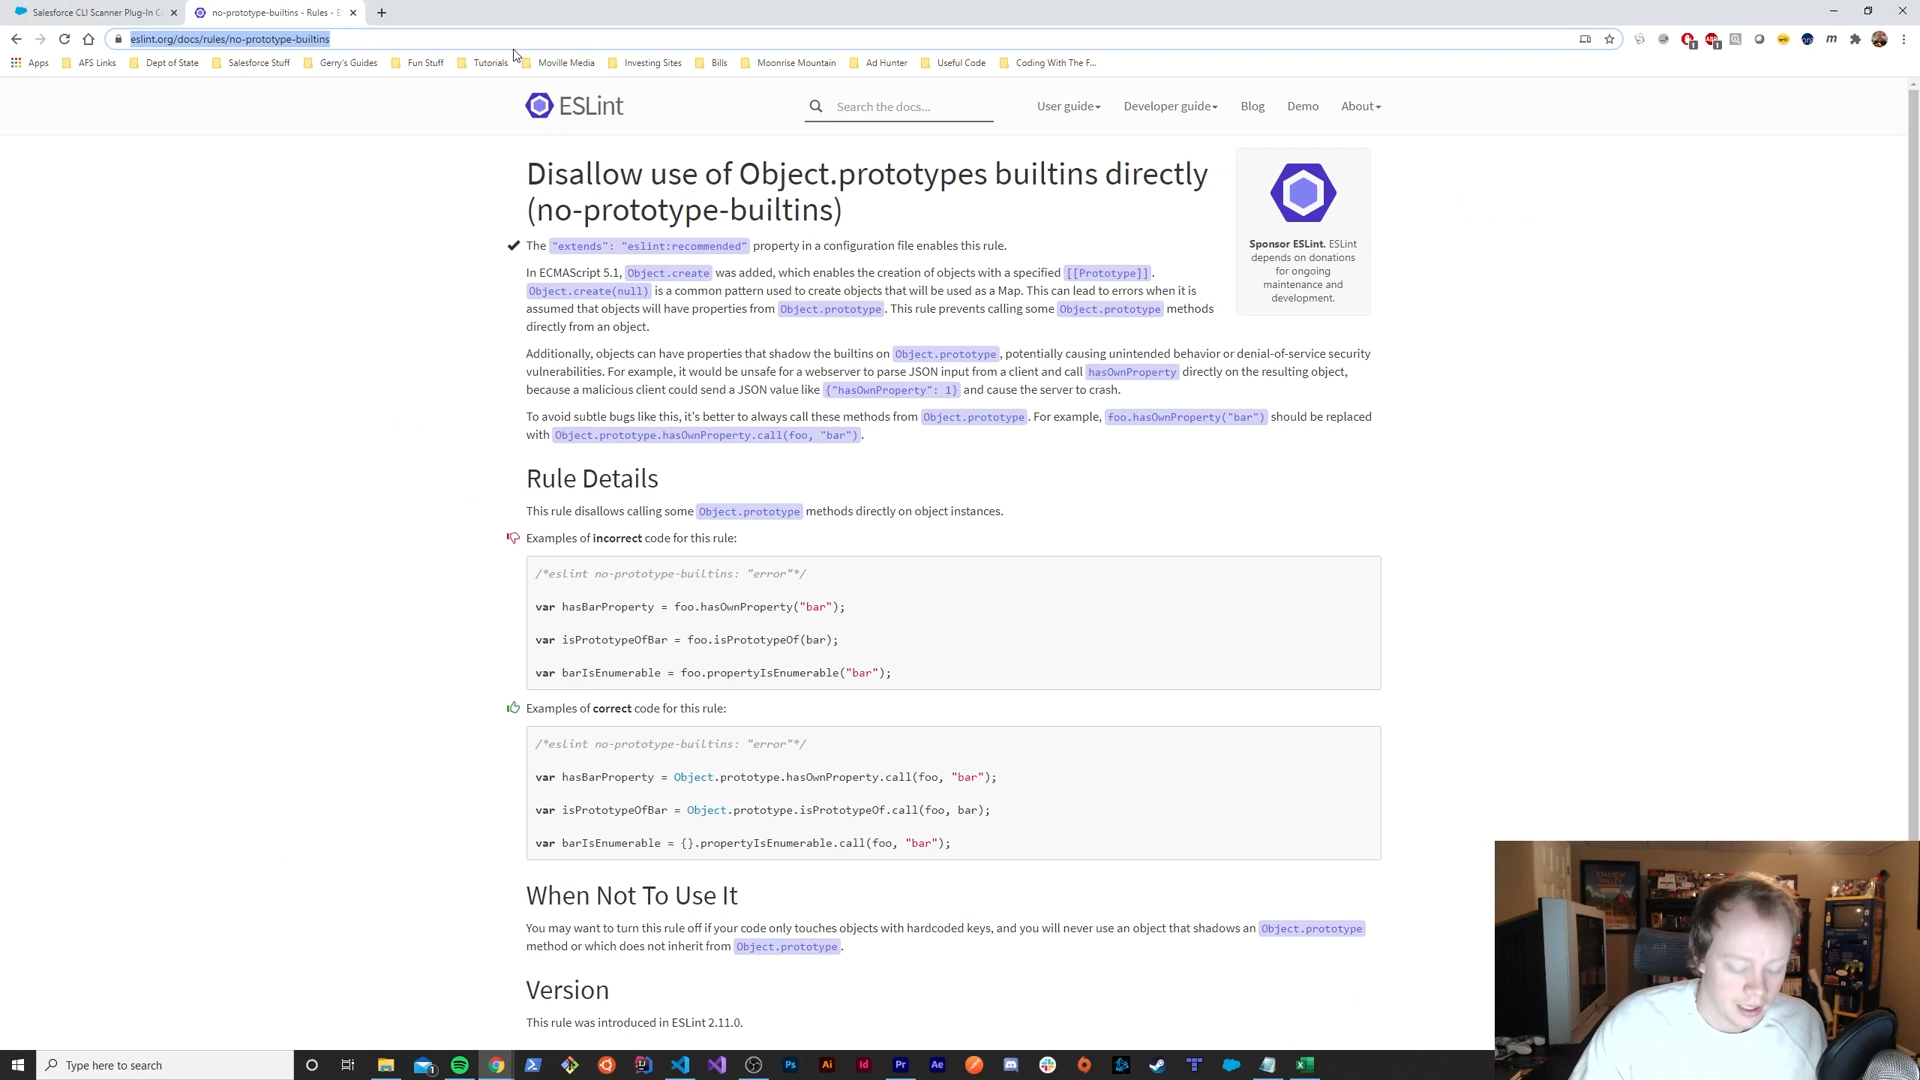 Salesforce CLI Scanner Plug-In C
no-prototype-builtins - Rules - ES
eslint.org/docs/rules/no-prototype-builtins
Apps
AFS Links
Dept of State
Salesforce Stuff
Gerry's Guides
Fun Stuff
Tutorials
Moville Media
Investing Sites
Bills
Moonrise Mountain
Ad Hunter
Useful Code
Coding With The F...
ESLint
Search the docs...
User guide
Developer guide
Blog
Demo
About
Disallow use of Object.prototypes builtins directly
(no-prototype-builtins)
The "extends": "eslint:recommended" property in a configuration file enables this rule.
In ECMAScript 5.1, Object.create was added, which enables the creation of objects with a specified [[Prototype]].
Object.create(null) is a common pattern used to create objects that will be used as a Map. This can lead to errors when it is
assumed that objects will have properties from Object.prototype. This rule prevents calling some Object.prototype methods
directly from an object.
Sponsor ESLint. ESLint
depends on donations
for ongoing
maintenance and
development.
Additionally, objects can have properties that shadow the builtins on Object.prototype, potentially causing unintended behavior or denial-of-service security
vulnerabilities. For example, it would be unsafe for a webserver to parse JSON input from a client and call hasOwnProperty directly on the resulting object,
because a malicious client could send a JSON value like {"hasOwnProperty": 1} and cause the server to crash.
To avoid subtle bugs like this, it's better to always call these methods from Object.prototype. For example, foo.hasOwnProperty("bar") should be replaced
with Object.prototype.hasOwnProperty.call(foo, "bar").
Rule Details
This rule disallows calling some Object.prototype methods directly on object instances.
Examples of incorrect code for this rule:
/*eslint no-prototype-builtins: "error"*/
var hasBarProperty = foo.hasOwnProperty("bar");
var isPrototypeOfBar = foo.isPrototypeOf(bar);
var barIsEnumerable = foo.propertyIsEnumerable("bar");
Examples of correct code for this rule:
/*eslint no-prototype-builtins: "error"*/
var hasBarProperty = Object.prototype.hasOwnProperty.call(foo, "bar");
var isPrototypeOfBar = Object.prototype.isPrototypeOf.call(foo, bar);
var barIsEnumerable = {}.propertyIsEnumerable.call(foo, "bar");
When Not To Use It
You may want to turn this rule off if your code only touches objects with hardcoded keys, and you will never use an object that shadows an Object.prototype
method or which does not inherit from Object.prototype.
Version
This rule was introduced in ESLint 2.11.0.
Type here to search